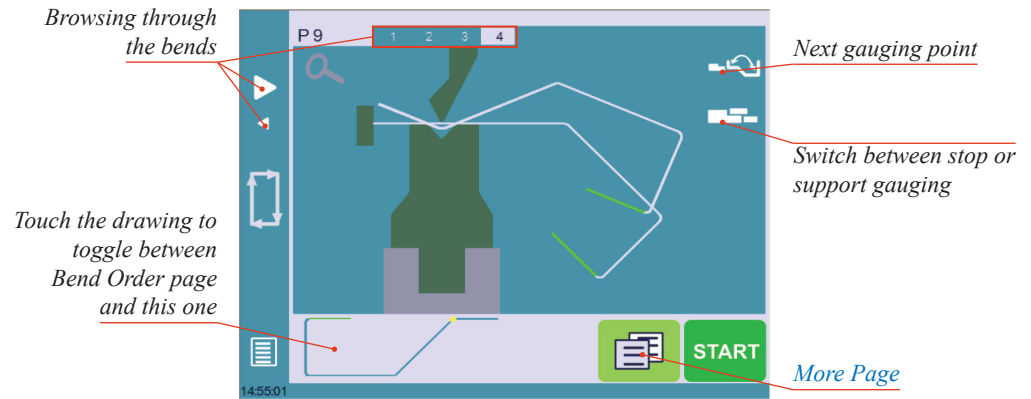 Browsing through
the bends
P 9
1 2 3 4
Next gauging point
Switch between stop or
support gauging
Touch the drawing to
toggle between
Bend Order page
and this one
START
More Page
14:55:01